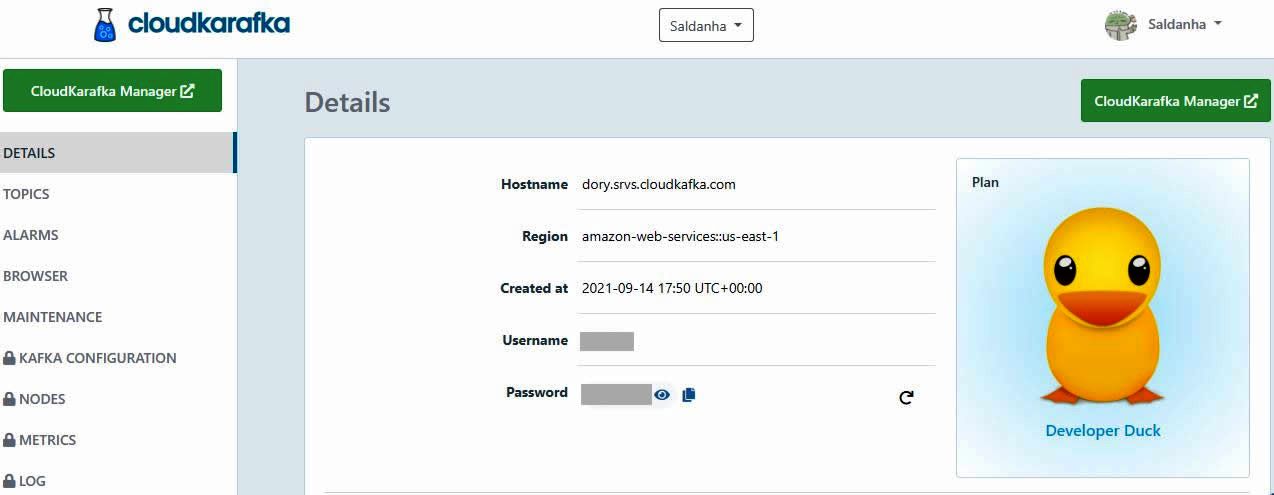 cloudkarafka
Saldanha
Saldanha
CloudKarafka Manager
DETAILS
TOPICS
ALARMS
BROWSER
MAINTENANCE
KAFKA CONFIGURATION
NODES
METRICS
LOG
Details
CloudKarafka Manager
Hostname dory.srvs.cloudkafka.com
Region amazon-web-services::us-east-1
Created at 2021-09-14 17:50 UTC+00:00
Username
Password
Plan
Developer Duck